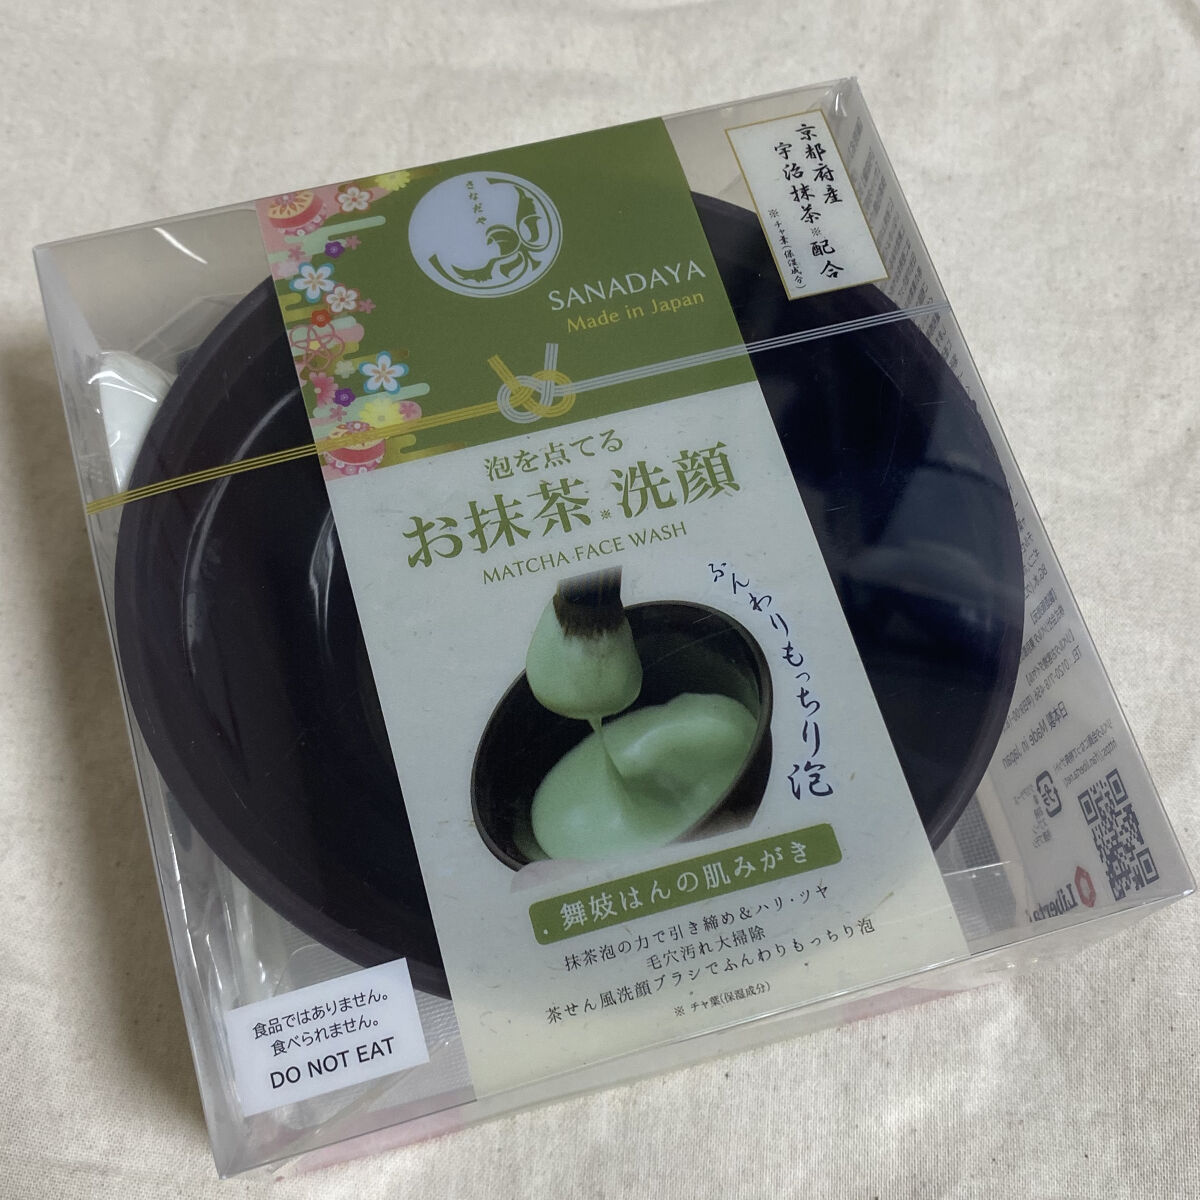 さなだや
SANADAYA
Made in Japan
京都府産
宇治抹茶※配合
※チャ葉(保湿成分)
泡を点てる
お抹茶※洗顔
MATCHA FACE WASH
ふんわりもっちり泡
舞妓はんの肌みがき
抹茶泡の力で引き締め&ハリ・ツヤ
毛穴汚れ大掃除
茶せん風洗顔ブラシでふんわりもっちり泡
※ チャ葉(保湿成分)
食品ではありません。
食べられません。
DO NOT EAT
日本製 Made in Japan